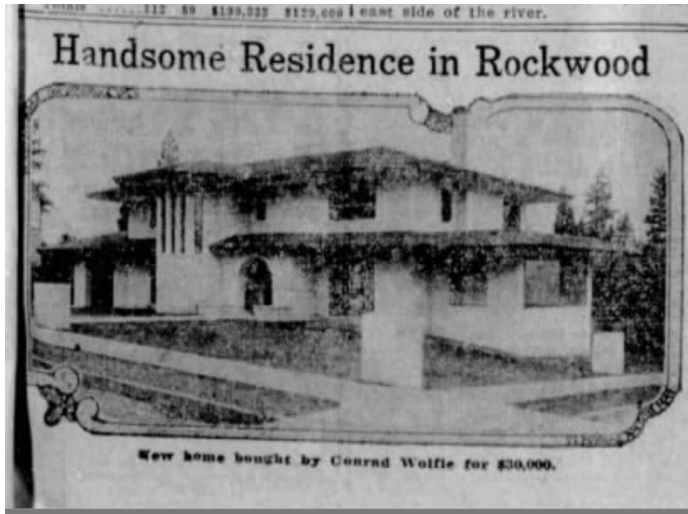 east side of the river.
Handsome Residence in Rockwood
New home bought by Conrad Wolfle for $30,000.